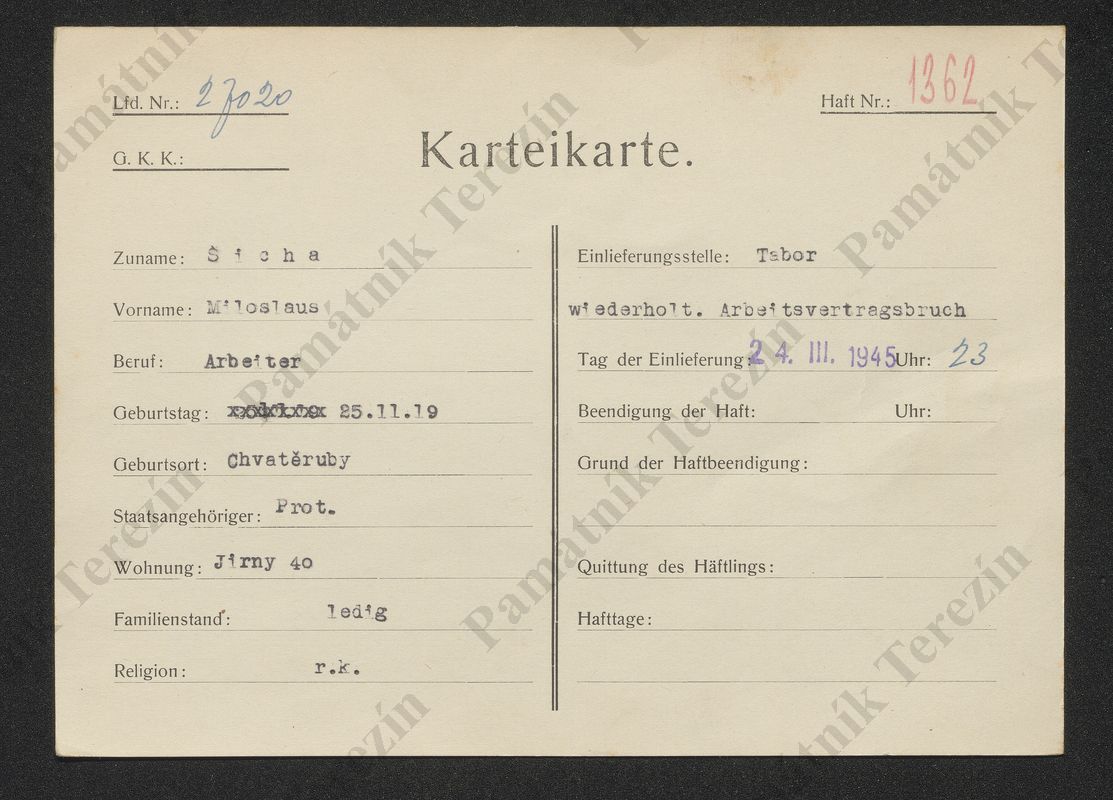 Lfd. Nr.: 27020
Haft Nr.: 1362
G. K. K.:
Karteikarte.
Zuname: Šícha
Vorname: Miloslaus
Beruf: Arbeiter
Geburtstag: 25.11.19
Geburtsort: Chvatěruby
Staatsangehöriger: Prot.
Wohnung: Jirny 40
Familienstand: ledig
Religion: r.k.
Einlieferungsstelle: Tabor
wiederholt. Arbeitsvertragsbruch
Tag der Einlieferung: 24. III. 1945 Uhr: 23
Beendigung der Haft: Uhr:
Grund der Haftbeendigung:
Quittung des Häftlings:
Hafttage:
Památník Terezín